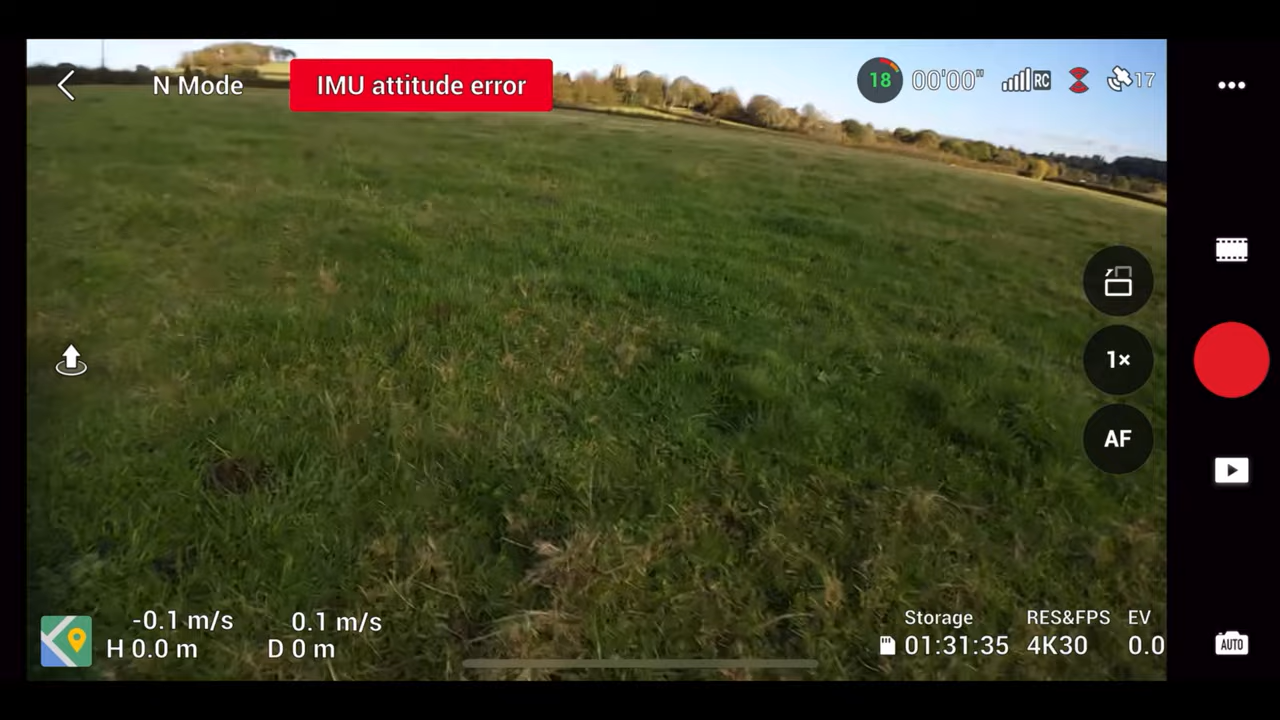 N Mode
IMU attitude error
18
00'00"
RC
17
1×
AF
-0.1 m/s
0.1 m/s
H 0.0 m
D 0 m
Storage
RES&FPS
EV
01:31:35
4K30
0.0
AUTO